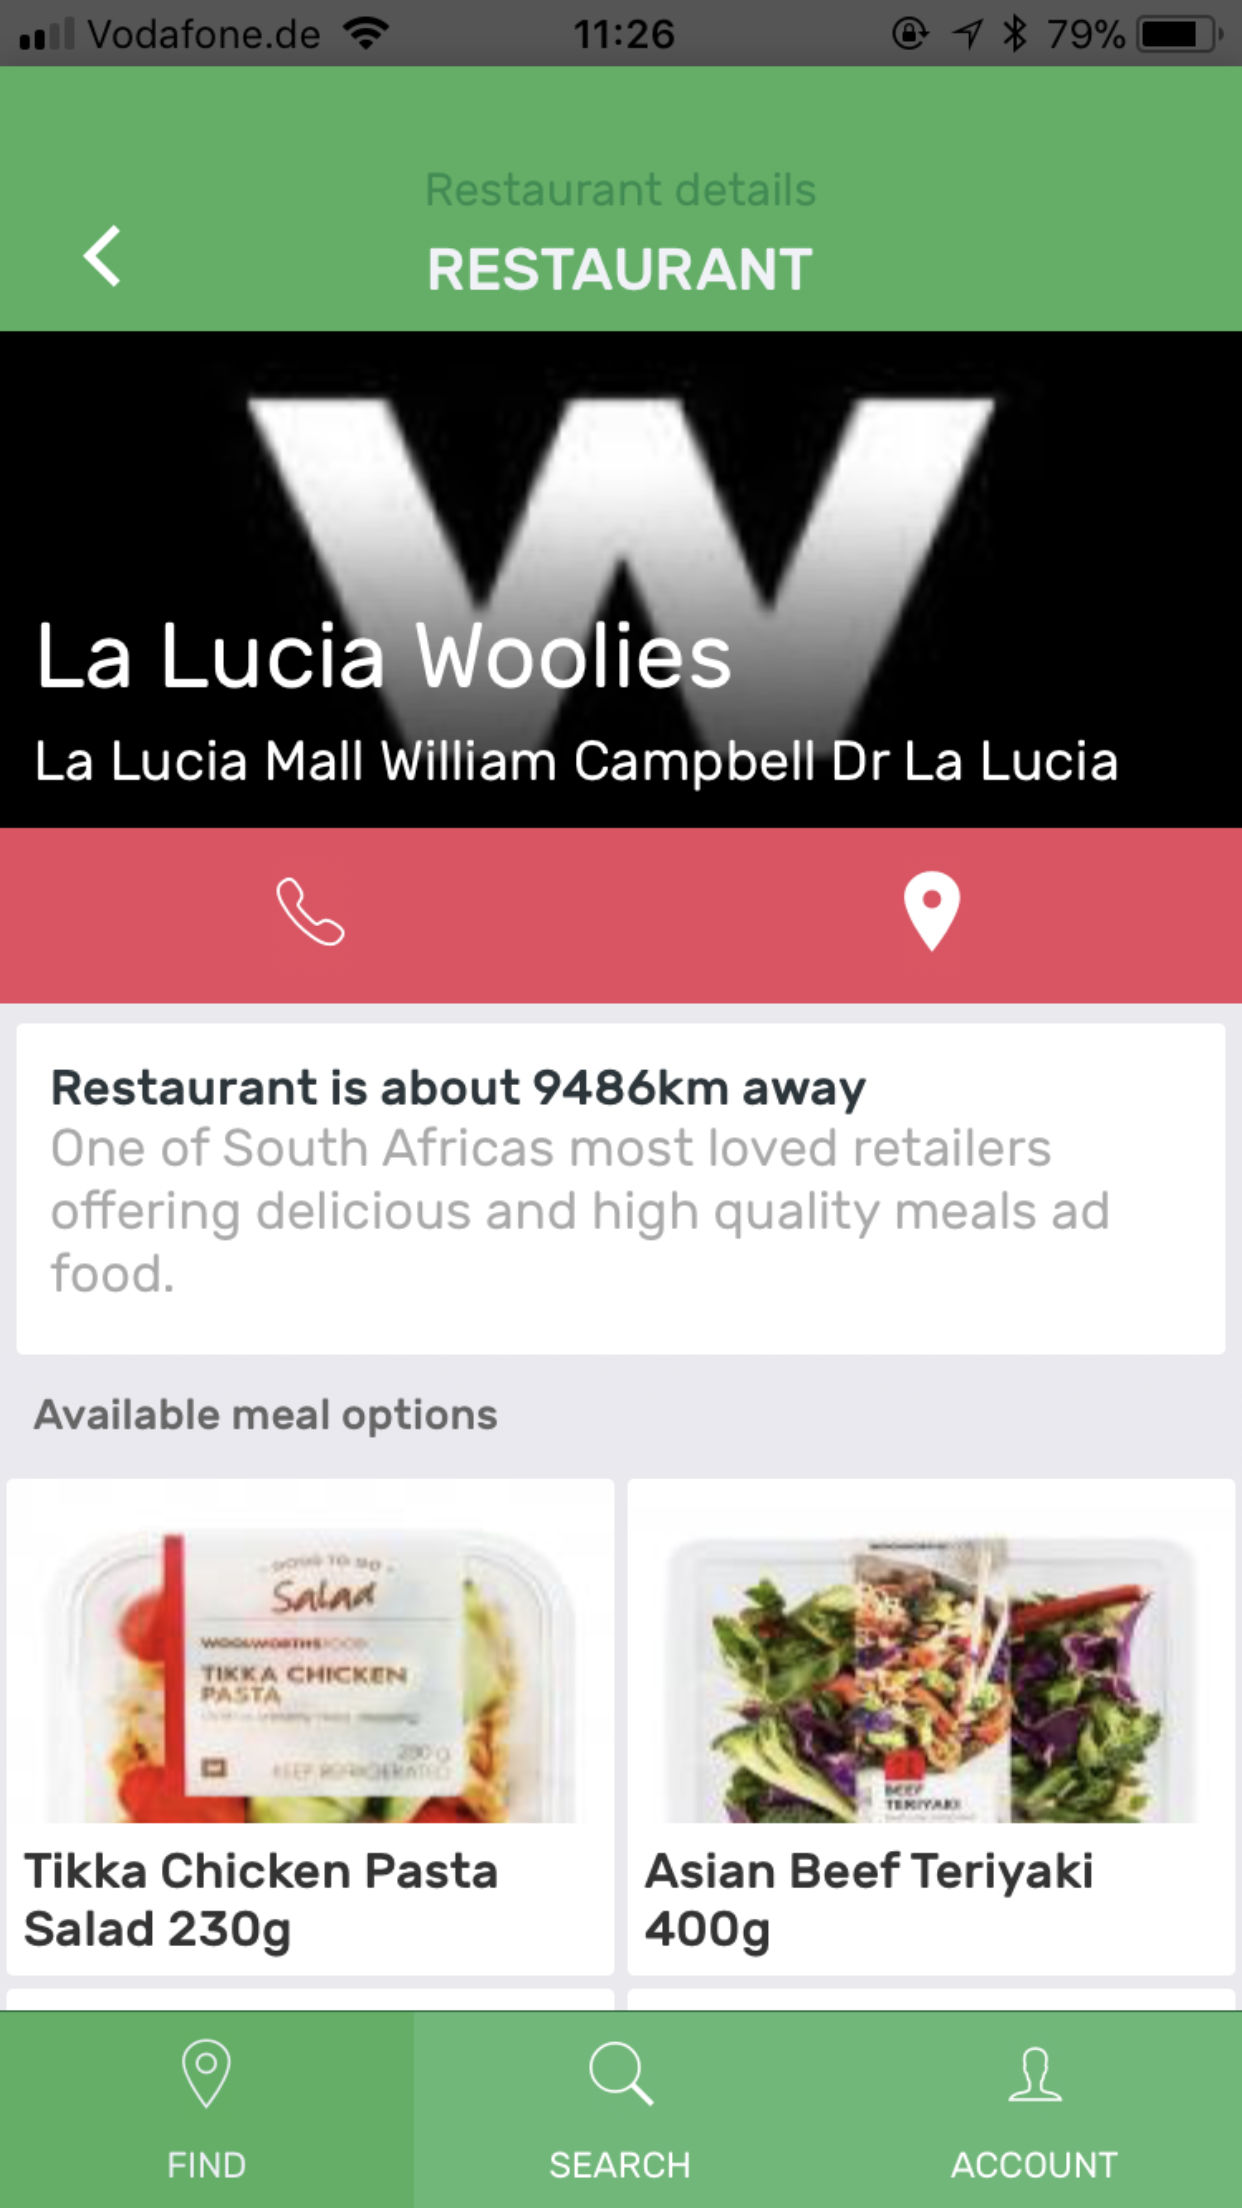 Vodafone.de 11:26 79%
Restaurant details
RESTAURANT
W
La Lucia Woolies
La Lucia Mall William Campbell Dr La Lucia
Restaurant is about 9486km away
One of South Africas most loved retailers
offering delicious and high quality meals ad
food.
Available meal options
Salad
WOOLWORTHS FOOD
TIKKA CHICKEN
PASTA
KEEP REFRIGERATED
BEEF
TERIYAKI
Tikka Chicken Pasta
Salad 230g
Asian Beef Teriyaki
400g
FIND SEARCH ACCOUNT